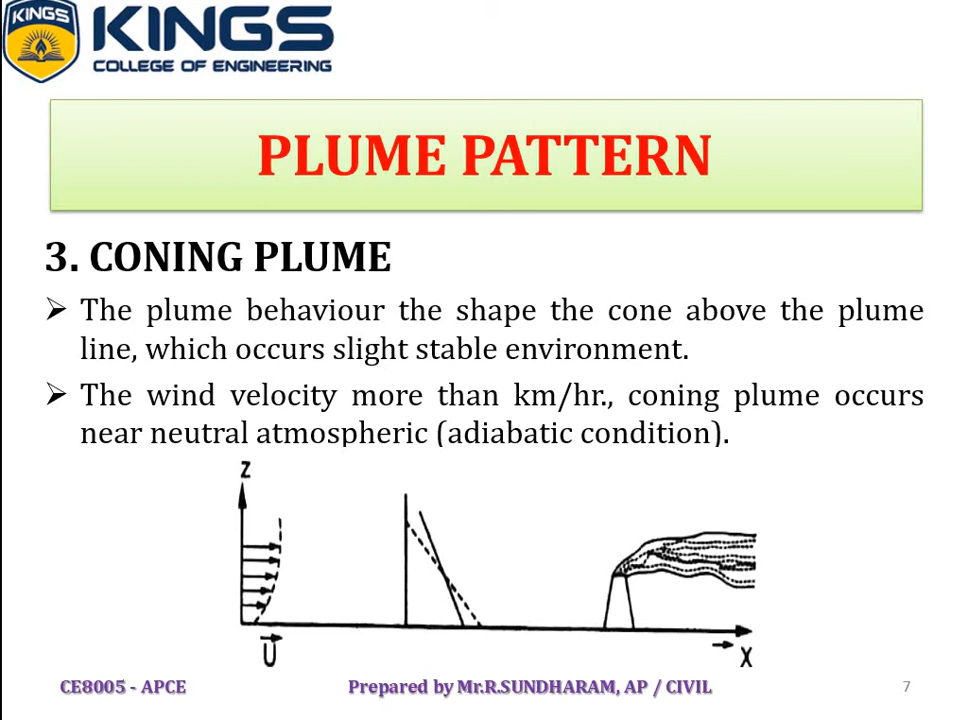 KINGS
KINGS
COLLEGE OF ENGINEERING
PLUME PATTERN
3. CONING PLUME
➢ The plume behaviour the shape the cone above the plume
line, which occurs slight stable environment.
➢ The wind velocity more than km/hr., coning plume occurs
near neutral atmospheric (adiabatic condition).
Z
U
X
CE8005 - APCE
Prepared by Mr.R.SUNDHARAM, AP / CIVIL
7